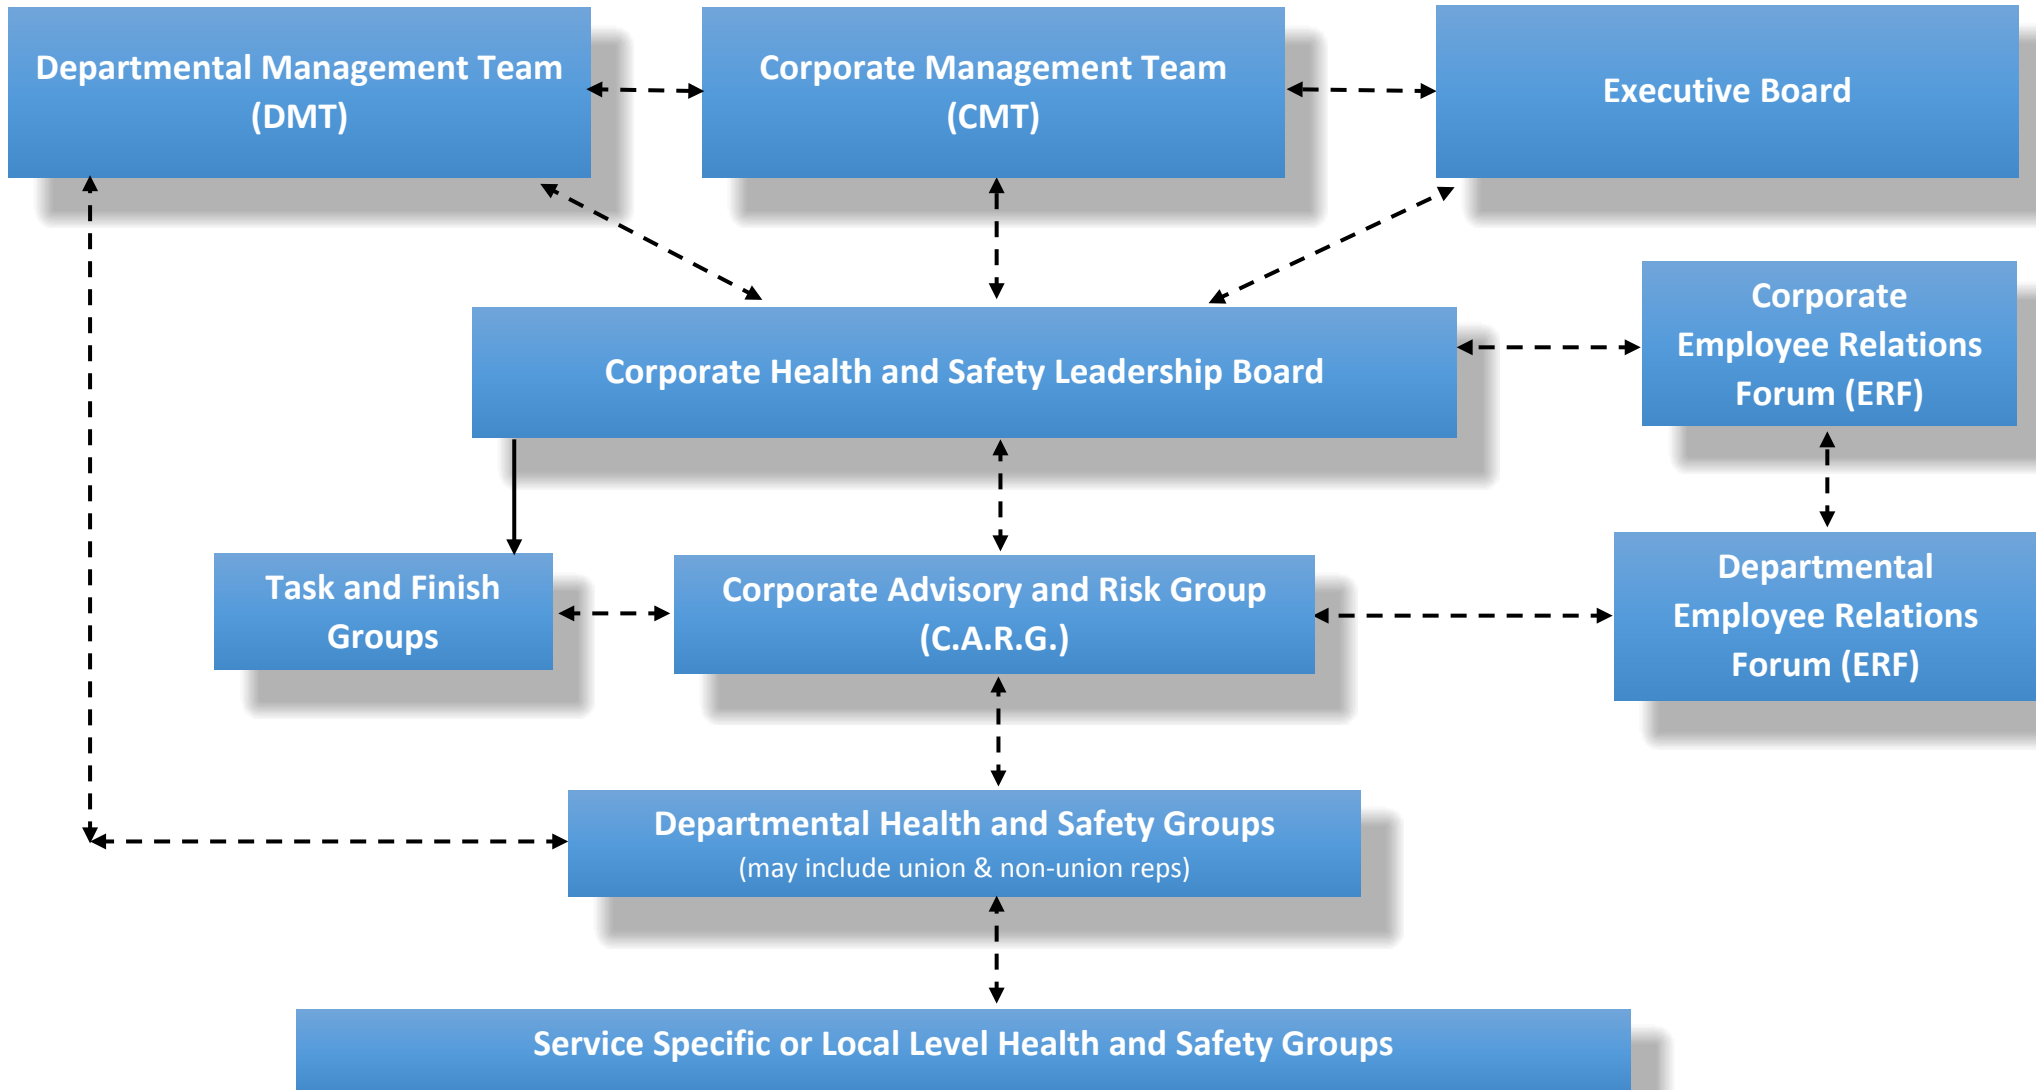 Departmental Management Team
(DMT)
Corporate Management Team
(CMT)
Executive Board
Corporate
Employee Relations
Forum (ERF)
Corporate Health and Safety Leadership Board
Task and Finish
Groups
Corporate Advisory and Risk Group
(C.A.R.G.)
Departmental
Employee Relations
Forum (ERF)
Departmental Health and Safety Groups
(may include union & non-union reps)
Service Specific or Local Level Health and Safety Groups